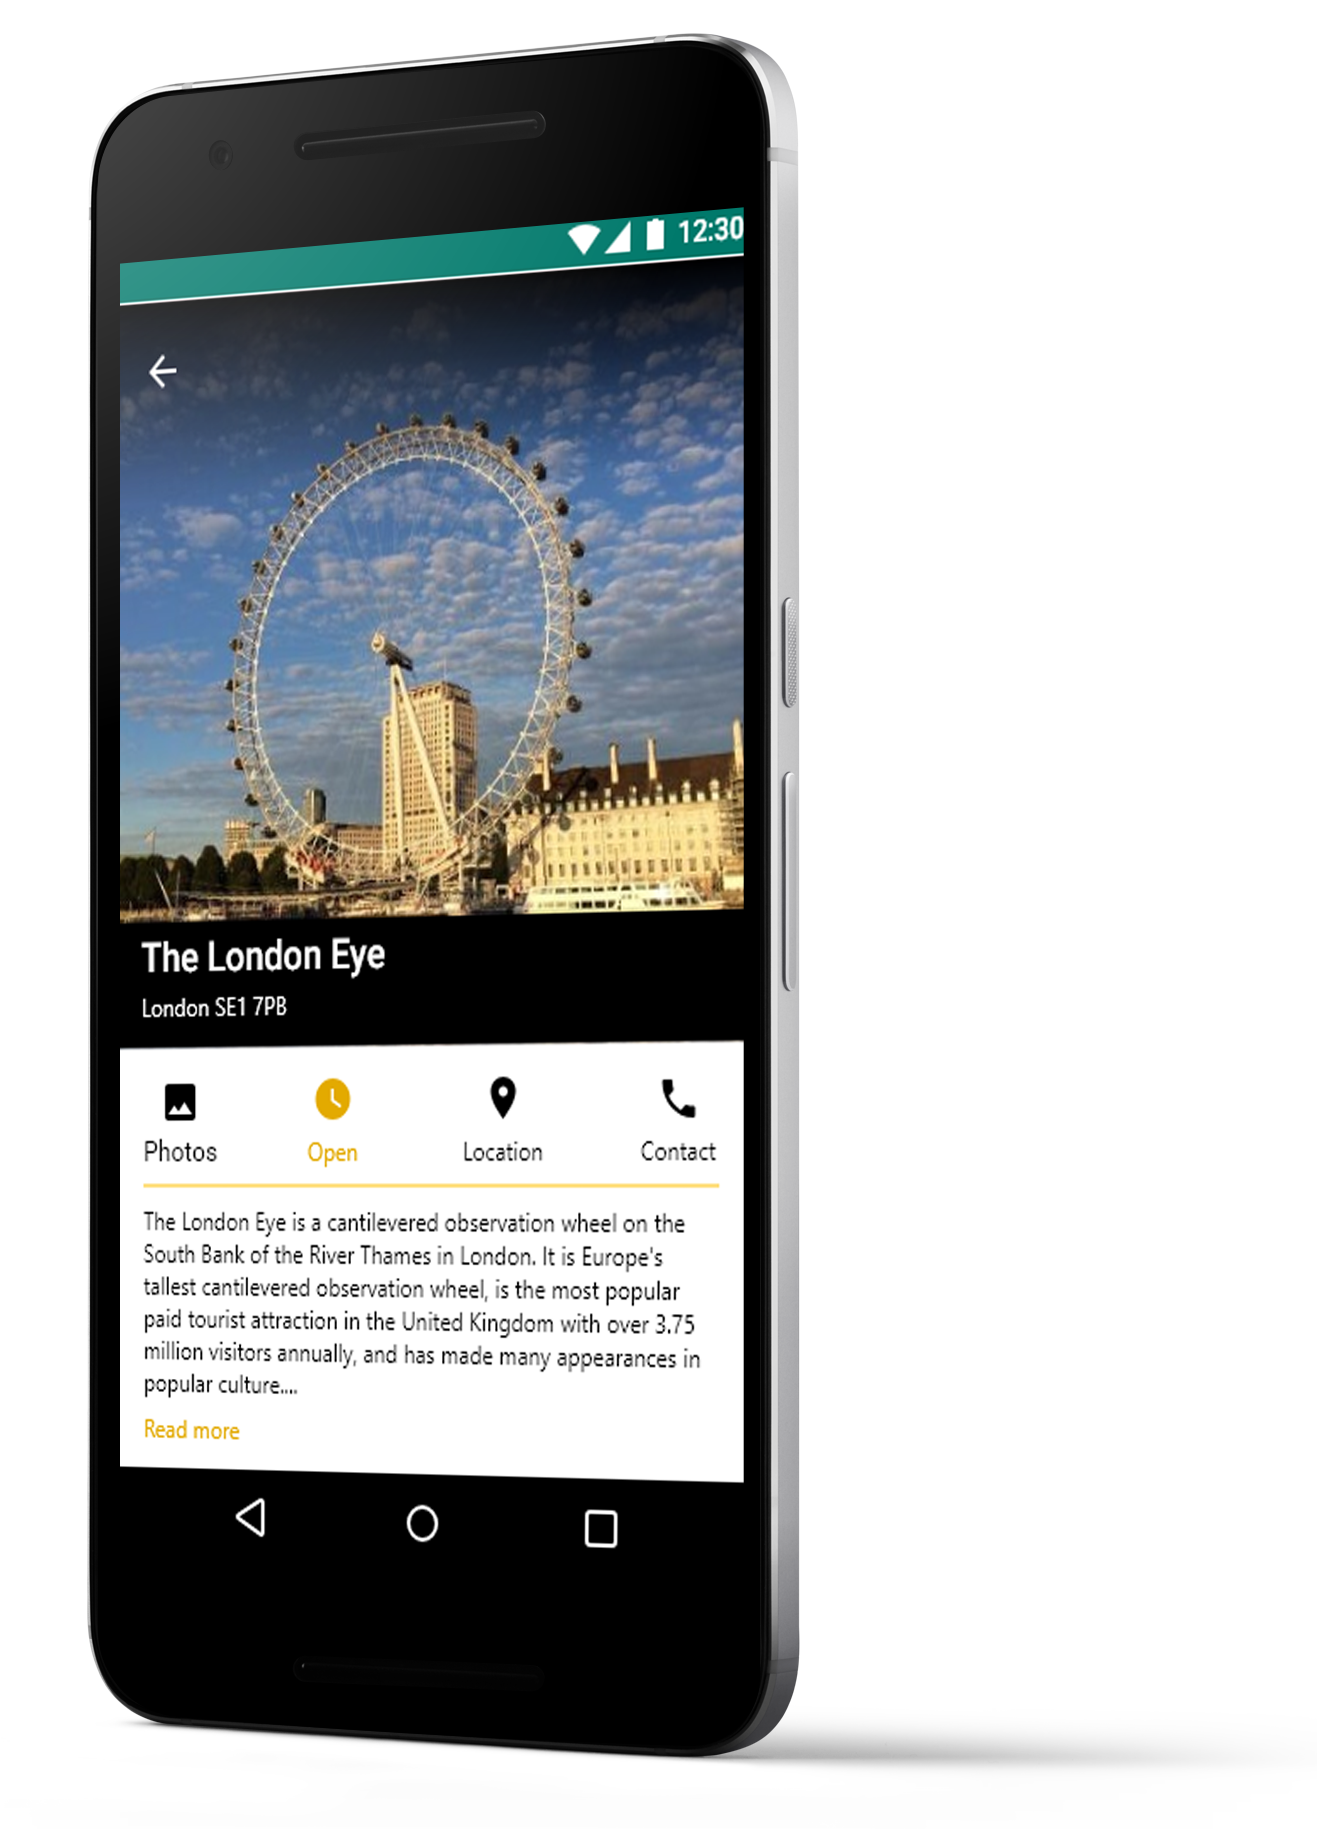 12:30
The London Eye
London SE1 7PB
Photos Open Location Contact
The London Eye is a cantilevered observation wheel on the
South Bank of the River Thames in London. It is Europe's
tallest cantilevered observation wheel, is the most popular
paid tourist attraction in the United Kingdom with over 3.75
million visitors annually, and has made many appearances in
popular culture....
Read more